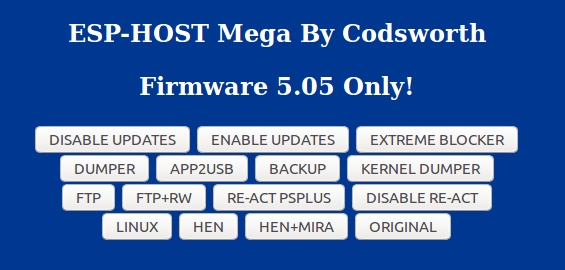 ESP-HOST Mega By Codsworth
Firmware 5.05 Only!
DISABLE UPDATES ENABLE UPDATES EXTREME BLOCKER
DUMPER APP2USB BACKUP KERNEL DUMPER
FTP FTP+RW RE-ACT PSPLUS DISABLE RE-ACT
LINUX HEN HEN+MIRA ORIGINAL